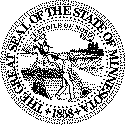 THE GREAT SEAL OF THE STATE OF MINNESOTA
1858